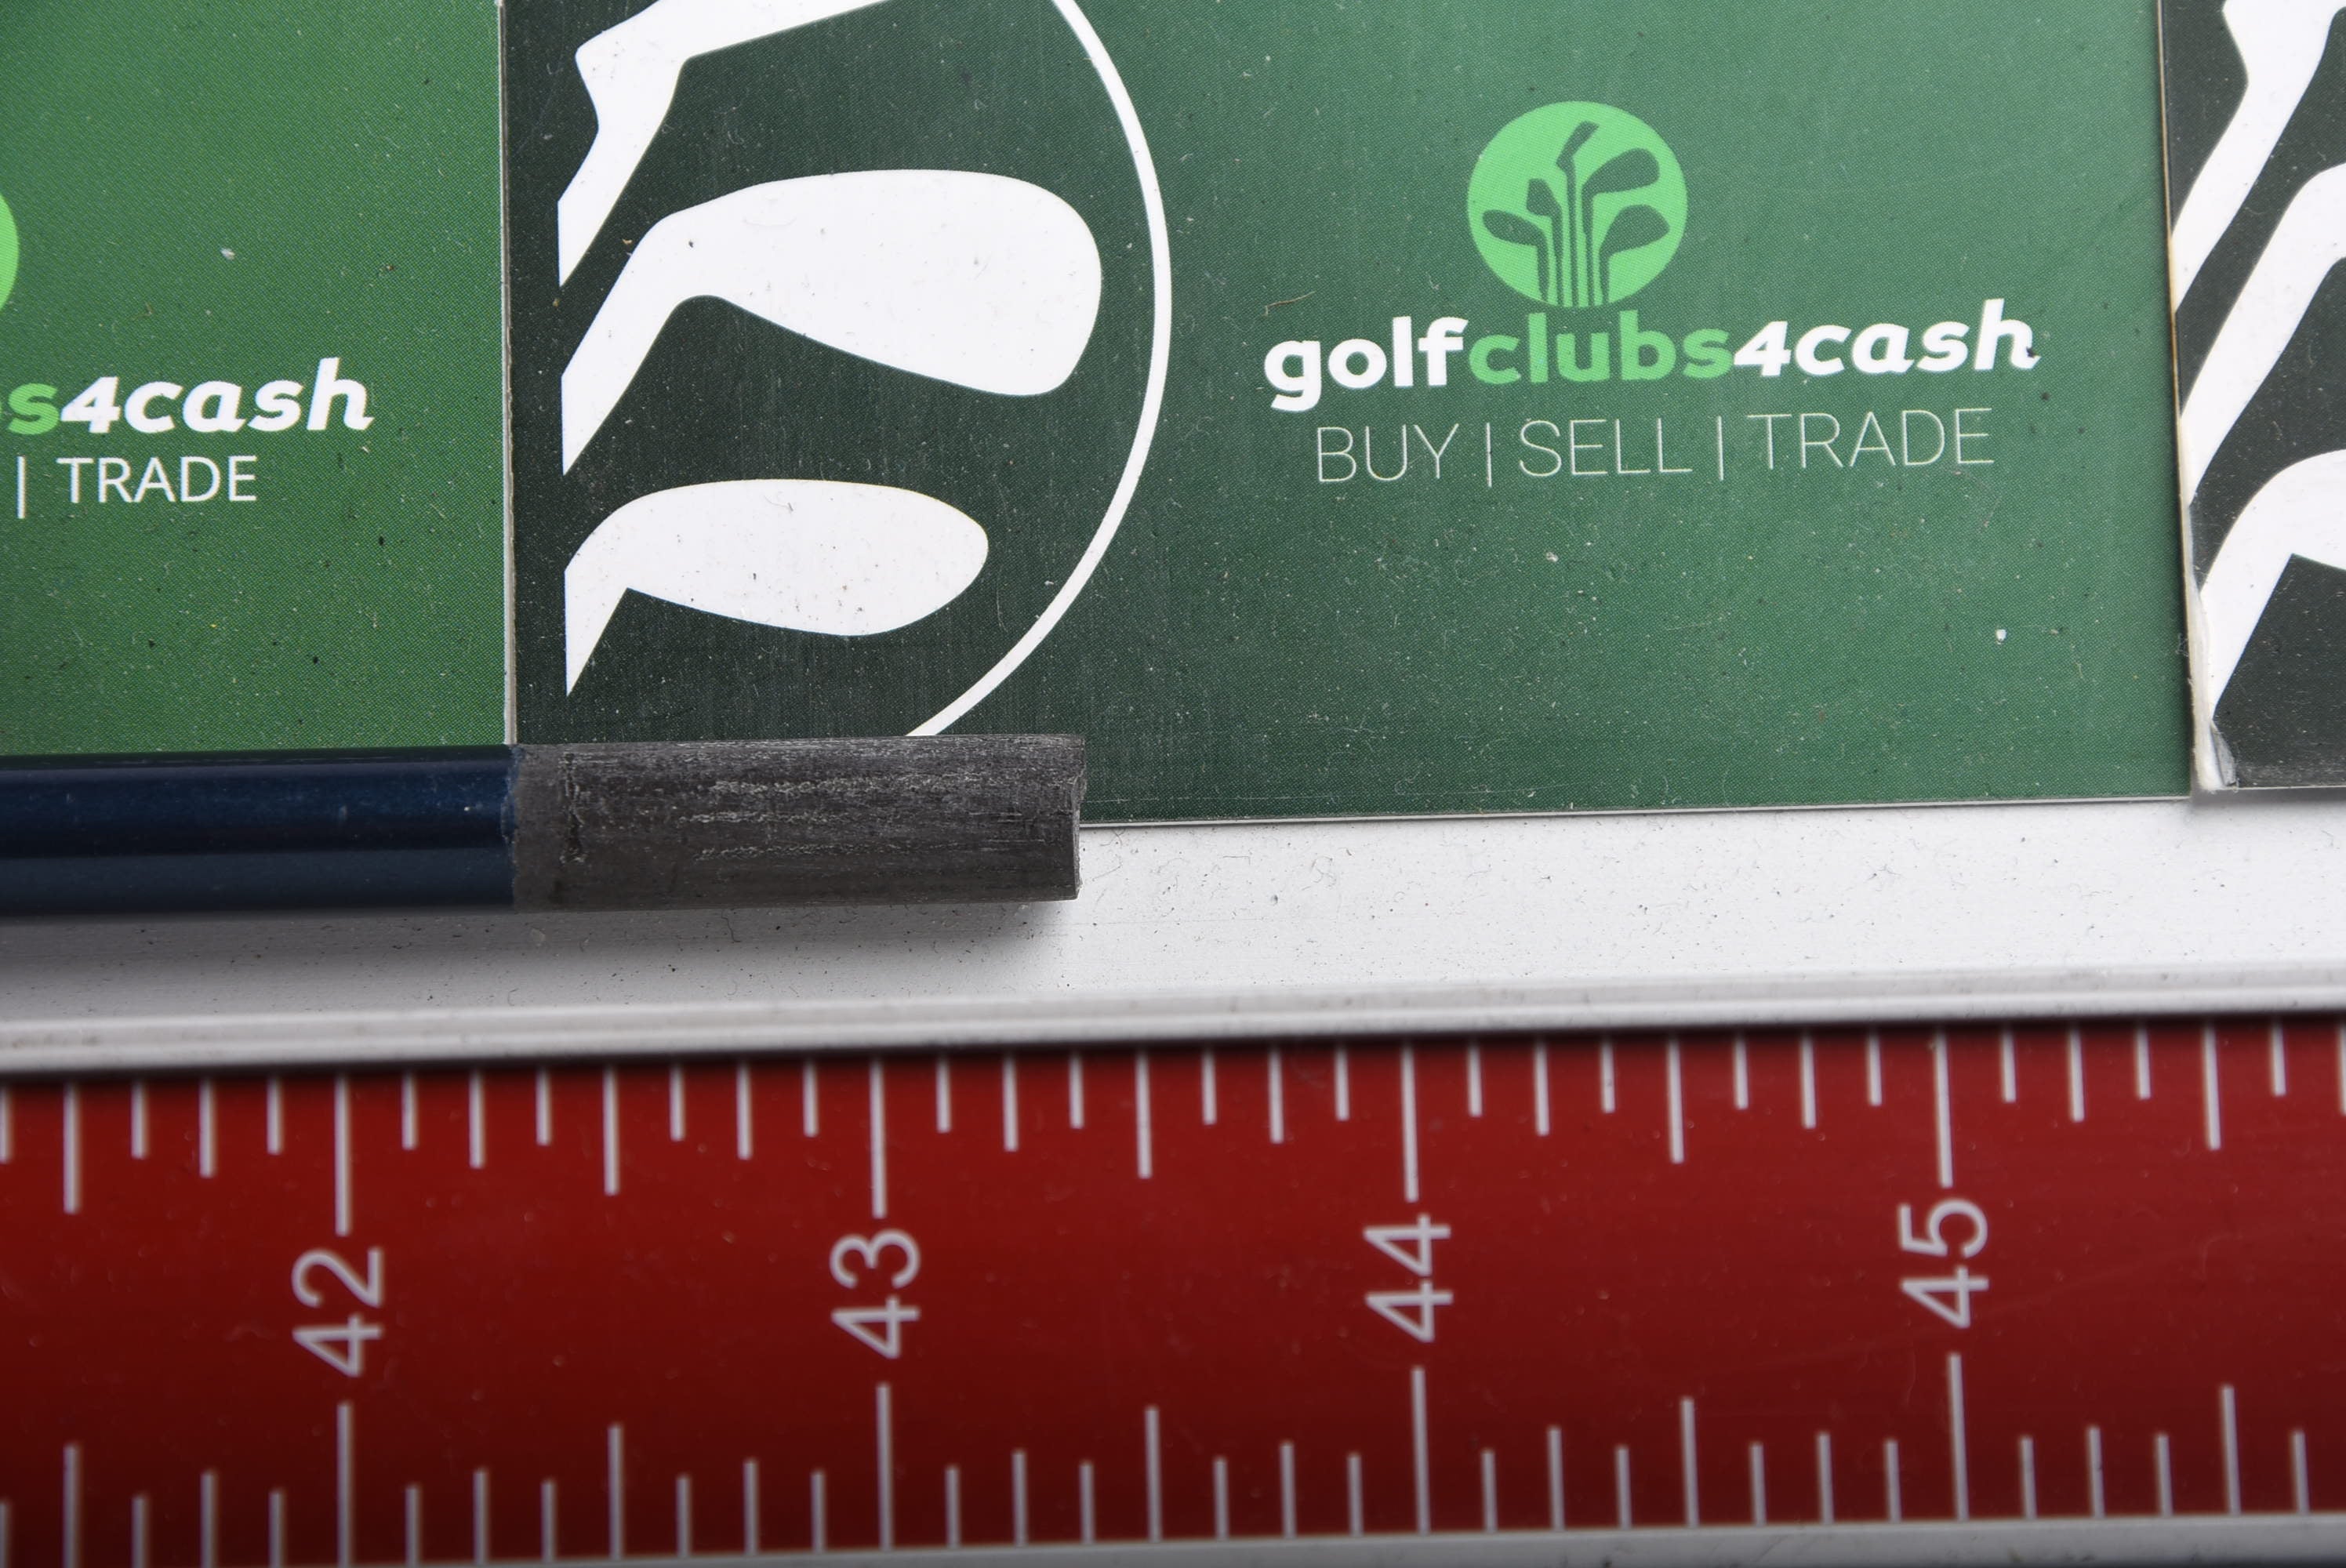 s4cash
| TRADE
golfclubs4cash
BUY | SELL | TRADE
42 43 44 45